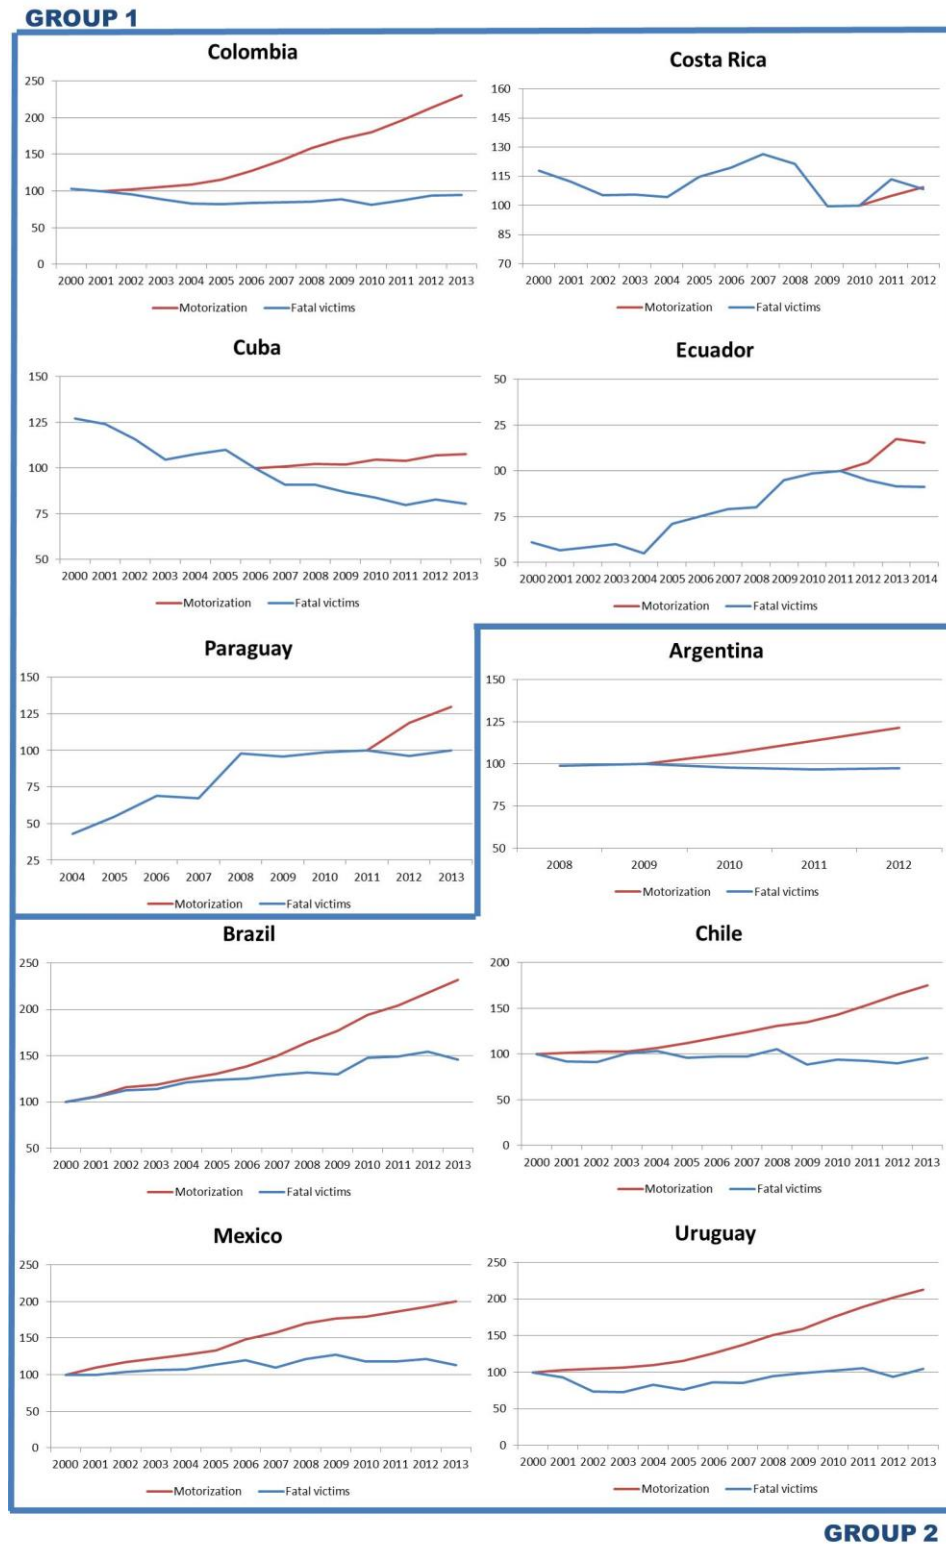 GROUP 1
Colombia
250
200
150
100
50
0
2000 2001 2002 2003 2004 2005 2006 2007 2008 2009 2010 2011 2012 2013
Motorization Fatal victims
Costa Rica
160
145
130
115
100
85
70
2000 2001 2002 2003 2004 2005 2006 2007 2008 2009 2010 2011 2012
Motorization Fatal victims
Cuba
150
125
100
75
50
2000 2001 2002 2003 2004 2005 2006 2007 2008 2009 2010 2011 2012 2013
Motorization Fatal victims
Ecuador
50
25
00
75
50
2000 2001 2002 2003 2004 2005 2006 2007 2008 2009 2010 2011 2012 2013 2014
Motorization Fatal victims
Paraguay
150
125
100
75
50
25
2004 2005 2006 2007 2008 2009 2010 2011 2012 2013
Motorization Fatal victims
Argentina
150
125
100
75
50
2008 2009 2010 2011 2012
Motorization Fatal victims
Brazil
250
200
150
100
50
2000 2001 2002 2003 2004 2005 2006 2007 2008 2009 2010 2011 2012 2013
Motorization Fatal victims
Chile
200
150
100
50
0
2000 2001 2002 2003 2004 2005 2006 2007 2008 2009 2010 2011 2012 2013
Motorization Fatal victims
Mexico
250
200
150
100
50
0
2000 2001 2002 2003 2004 2005 2006 2007 2008 2009 2010 2011 2012 2013
Motorization Fatal victims
Uruguay
250
200
150
100
50
0
2000 2001 2002 2003 2004 2005 2006 2007 2008 2009 2010 2011 2012 2013
Motorization Fatal victims
GROUP 2